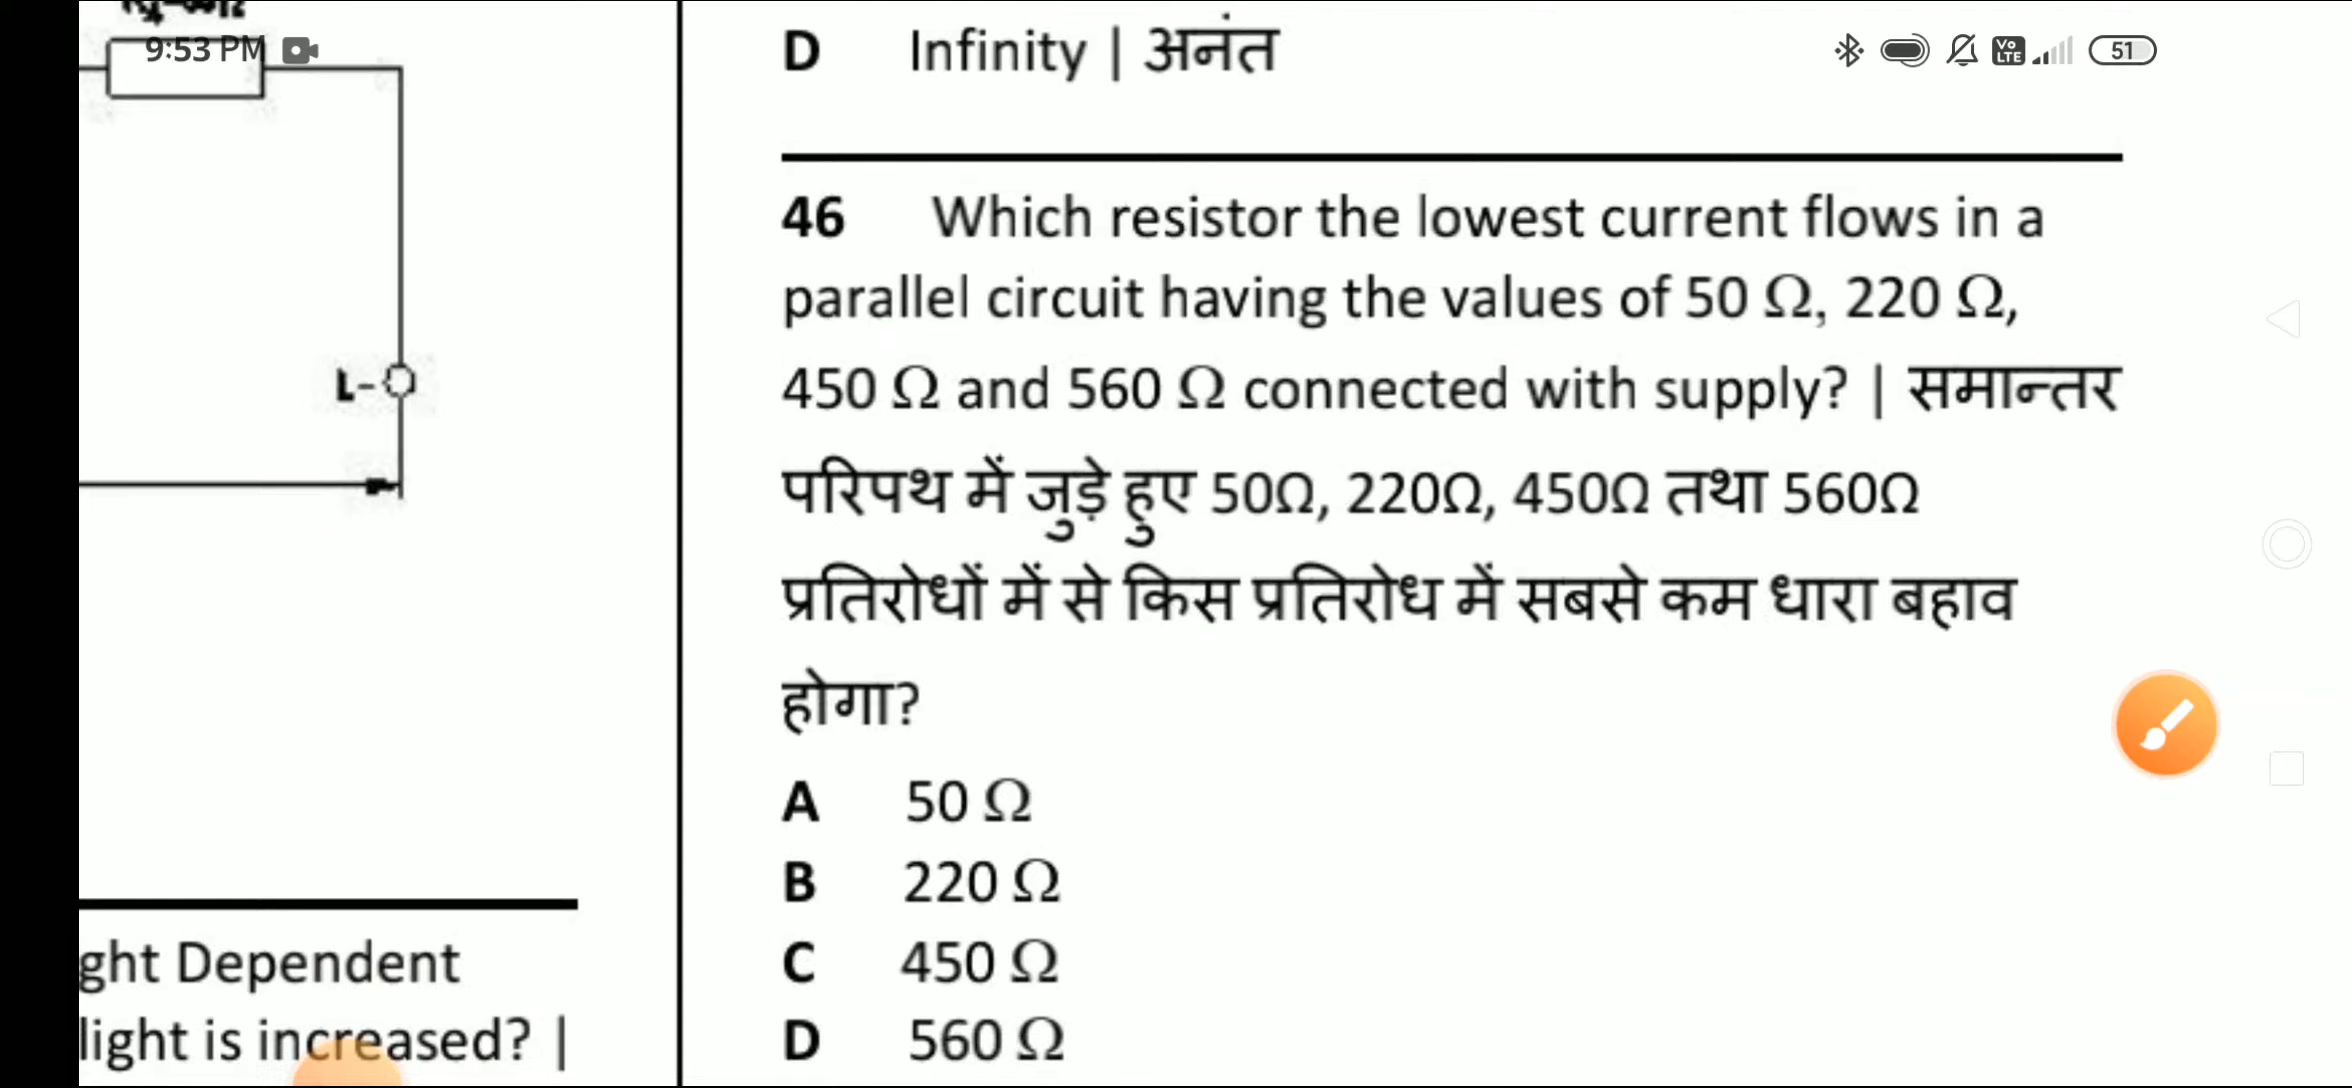 9:53 PM
L-
ght Dependent
light is increased? |
D Infinity | अनंत
Vo LTE
51
46 Which resistor the lowest current flows in a
parallel circuit having the values of 50 Ω, 220 Ω,
450 Ω and 560 Ω connected with supply? | समान्तर
परिपथ में जुड़े हुए 50Ω, 220Ω, 450Ω तथा 560Ω
प्रतिरोधों में से किस प्रतिरोध में सबसे कम धारा बहाव
होगा?
A 50 Ω
B 220 Ω
C 450 Ω
D 560 Ω